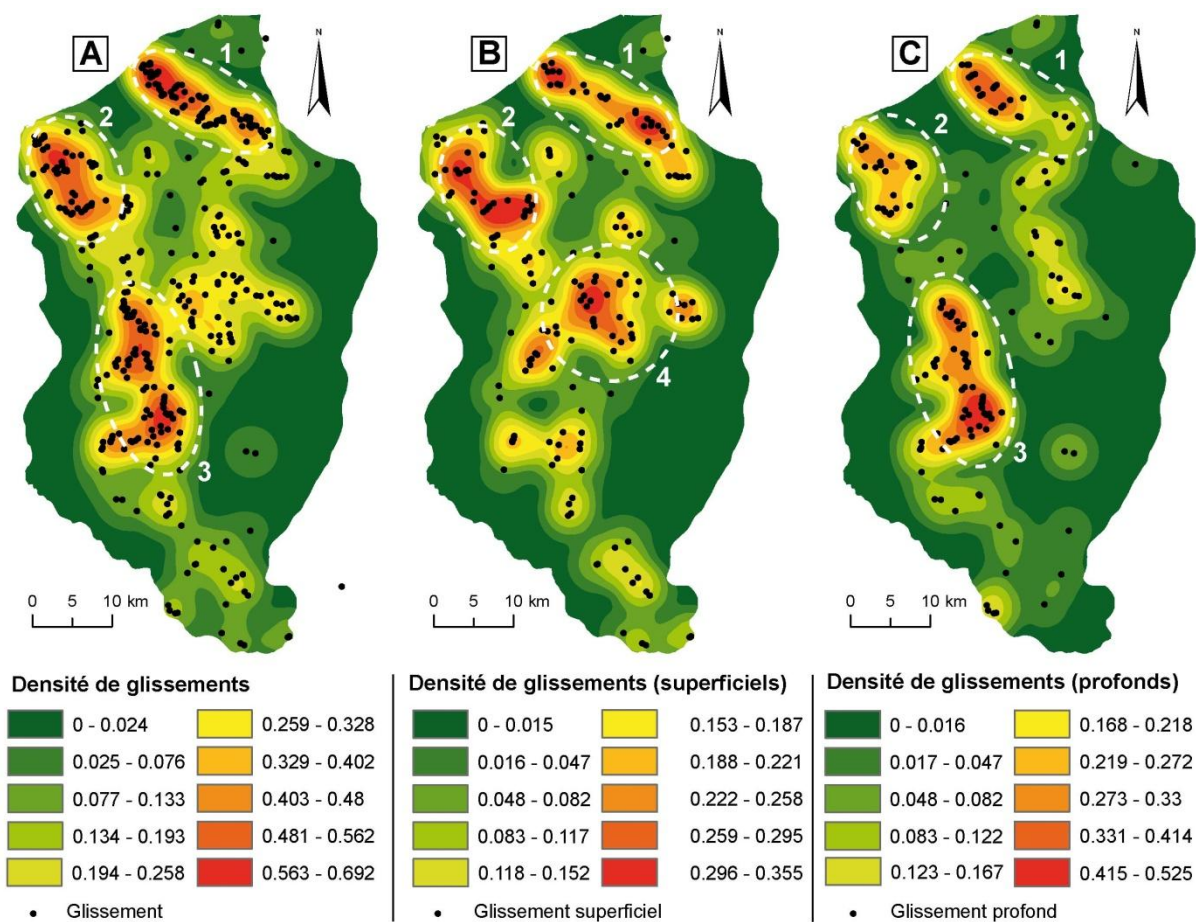 A
1
2
3
N
0 5 10 km
B
1
2
4
N
0 5 10 km
C
1
2
3
N
0 5 10 km
Densité de glissements
0 - 0.024
0.025 - 0.076
0.077 - 0.133
0.134 - 0.193
0.194 - 0.258
0.259 - 0.328
0.329 - 0.402
0.403 - 0.48
0.481 - 0.562
0.563 - 0.692
Glissement
Densité de glissements (superficiels)
0 - 0.015
0.016 - 0.047
0.048 - 0.082
0.083 - 0.117
0.118 - 0.152
0.153 - 0.187
0.188 - 0.221
0.222 - 0.258
0.259 - 0.295
0.296 - 0.355
Glissement superficiel
Densité de glissements (profonds)
0 - 0.016
0.017 - 0.047
0.048 - 0.082
0.083 - 0.122
0.123 - 0.167
0.168 - 0.218
0.219 - 0.272
0.273 - 0.33
0.331 - 0.414
0.415 - 0.525
Glissement profond